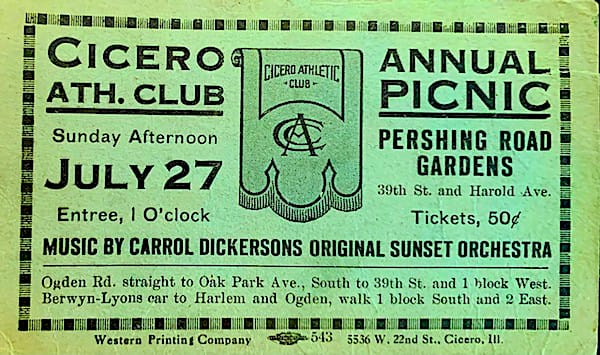 CICERO
ATH. CLUB
Sunday Afternoon
JULY 27
Entree, 1 O'clock
CICERO ATHLETIC
CLUB
CAC
ANNUAL
PICNIC
PERSHING ROAD
GARDENS
39th St. and Harold Ave.
Tickets, 50¢
MUSIC BY CARROL DICKERSONS ORIGINAL SUNSET ORCHESTRA
Ogden Rd. straight to Oak Park Ave., South to 39th St. and 1 block West.
Berwyn-Lyons car to Harlem and Ogden, walk 1 block South and 2 East.
Western Printing Company 543 5536 W. 22nd St., Cicero, Ill.